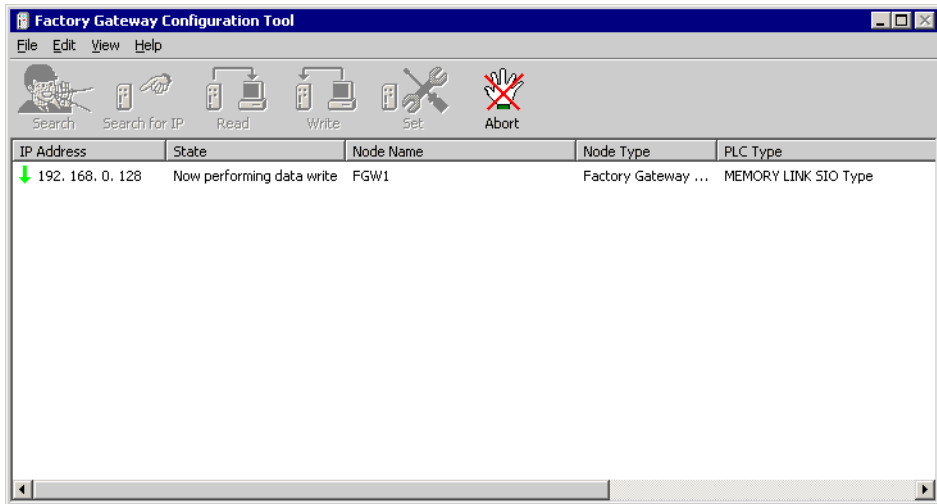 Factory Gateway Configuration Tool
File Edit View Help
Search Search for IP Read Write Set Abort
IP Address State Node Name Node Type PLC Type
192. 168. 0. 128 Now performing data write FGW1 Factory Gateway ... MEMORY LINK SIO Type